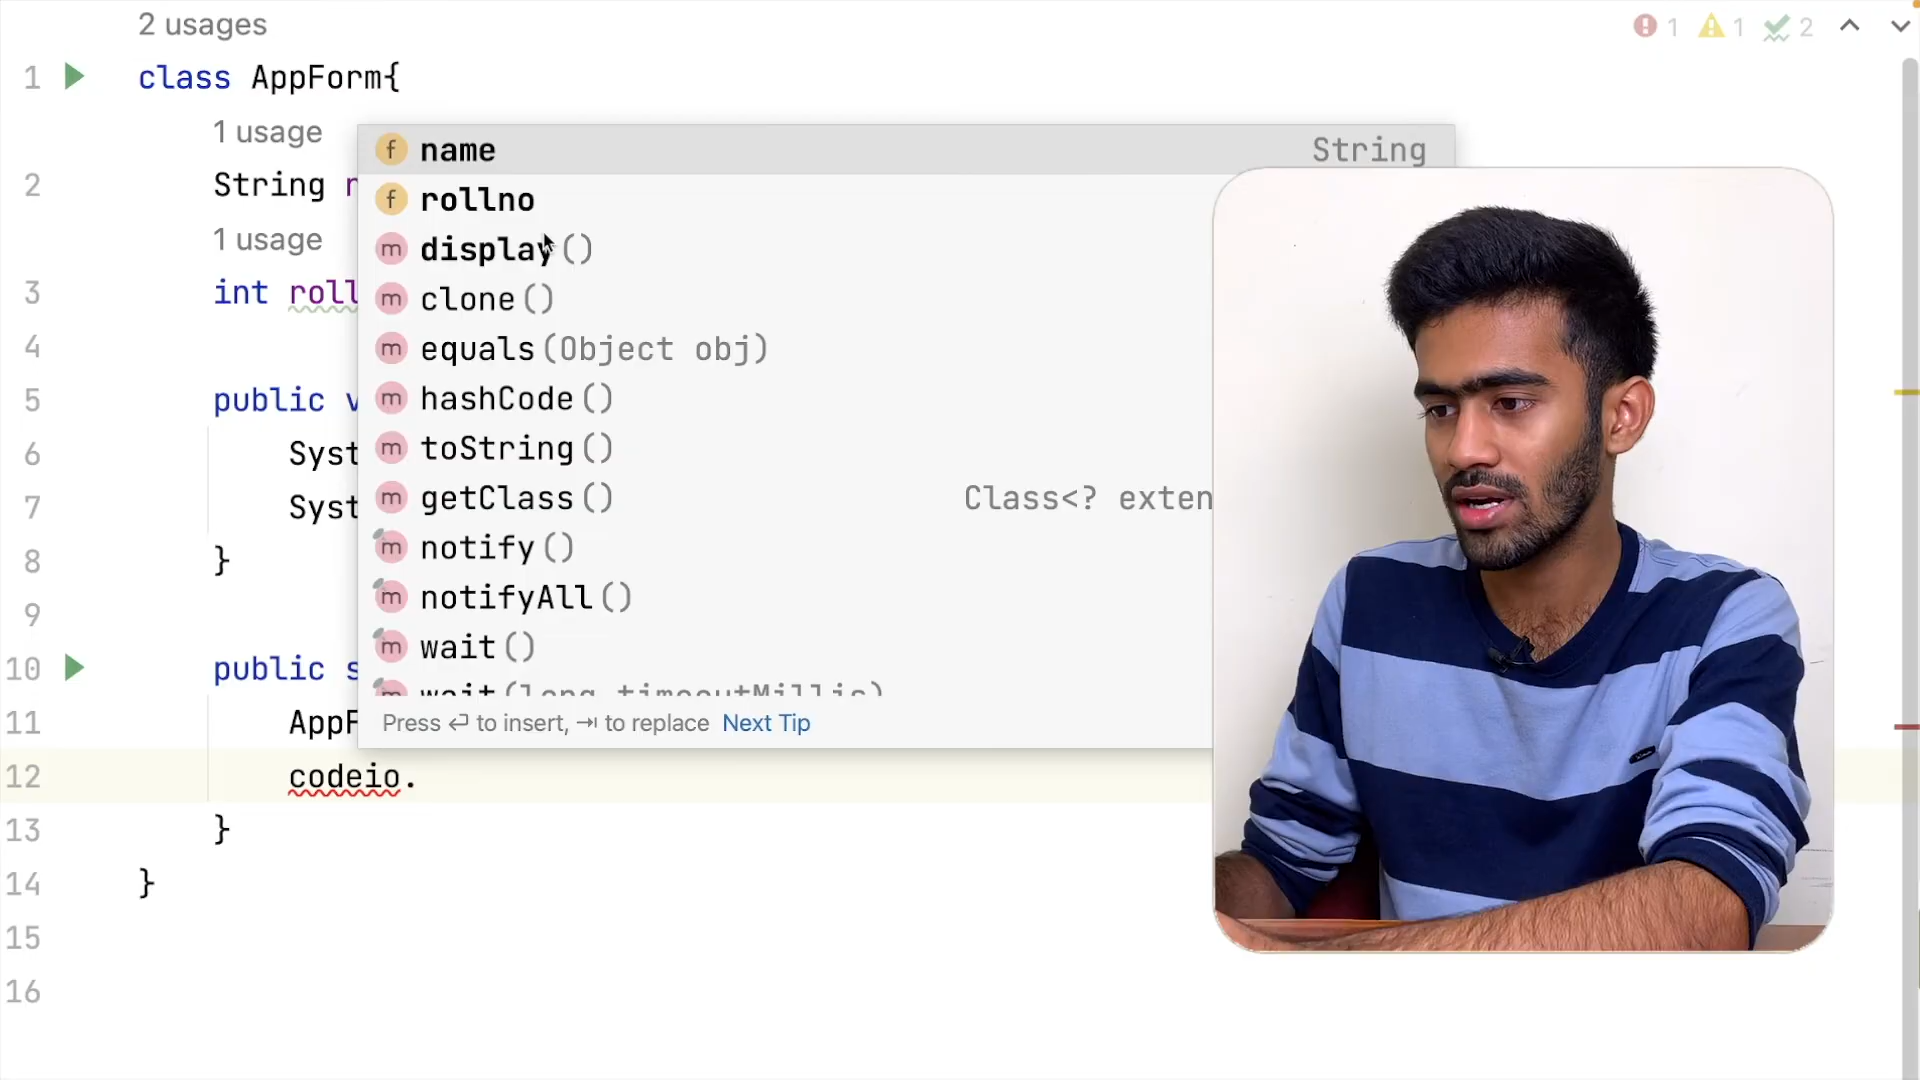 2 usages
1 1 2
1 class AppForm{
1 usage
2 String n
1 usage
3 int roll
4
5 public v
6 Syst
7 Syst
8 }
9
10 public s
11 AppF
12 codeio.
13 }
14 }
15
16
f name String
f rollno
m display()
m clone()
m equals(Object obj)
m hashCode()
m toString()
m getClass() Class<? exten
m notify()
m notifyAll()
m wait()
m wait(long timeoutMillis)
Press ↵ to insert, ⇥ to replace Next Tip